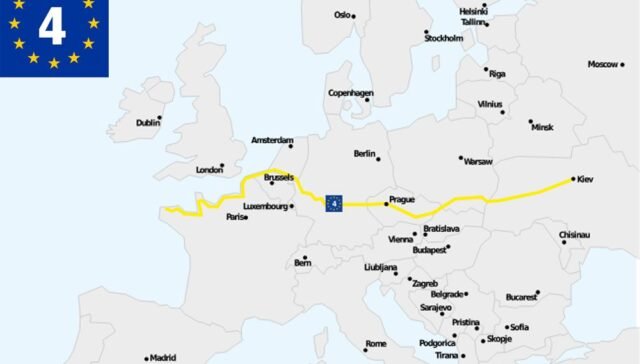 4
Oslo
Helsinki
Tallinn
Stockholm
Riga
Moscow
Copenhagen
Vilnius
Dublin
Minsk
Amsterdam
Berlin
Warsaw
London
Brussels
Kiev
Prague
4
Luxembourg
Paris
Bratislava
Vienna
Chisinau
Budapest
Bern
Ljubljana
Zagreb
Belgrade
Bucarest
Sarajevo
Pristina
Sofia
Skopje
Podgorica
Rome
Tirana
Madrid